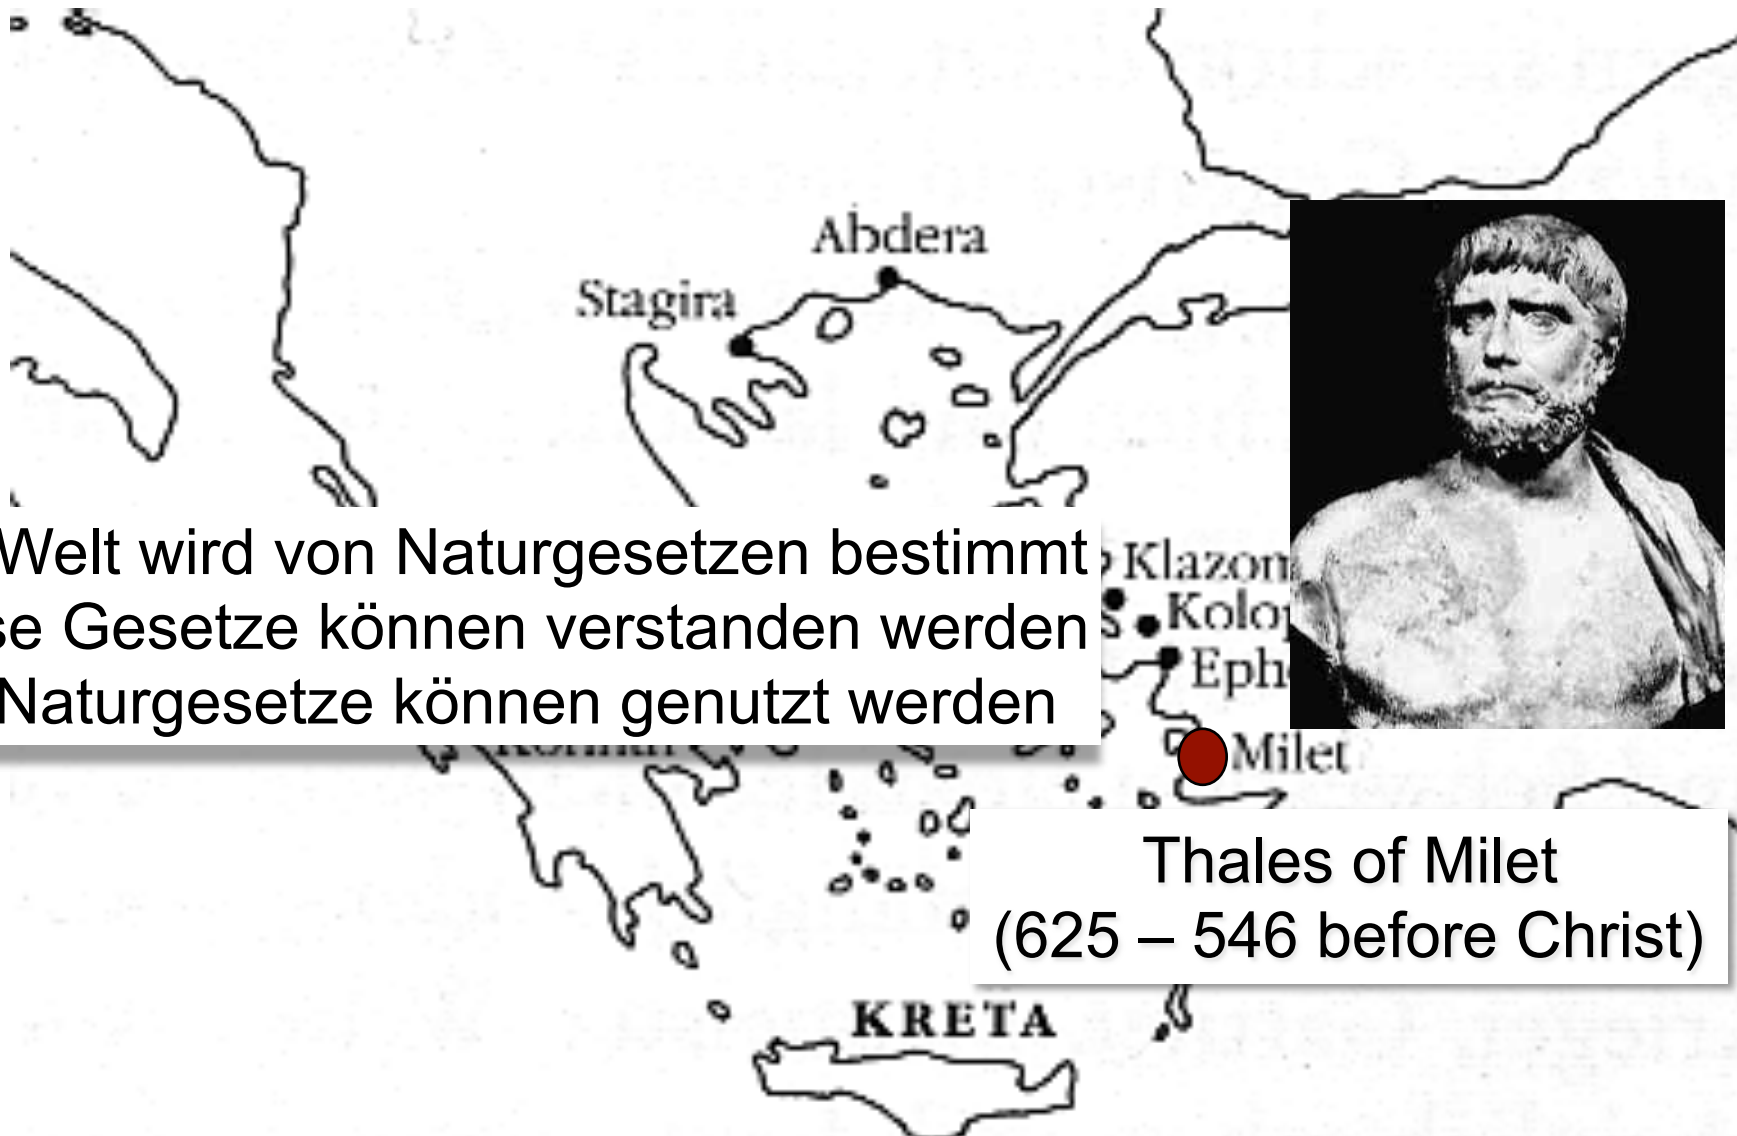 Abdera
Stagira
Welt wird von Naturgesetzen bestimmt
se Gesetze können verstanden werden
Naturgesetze können genutzt werden
Klazom
Kolop
Eph
Milet
Thales of Milet
(625 – 546 before Christ)
KRETA